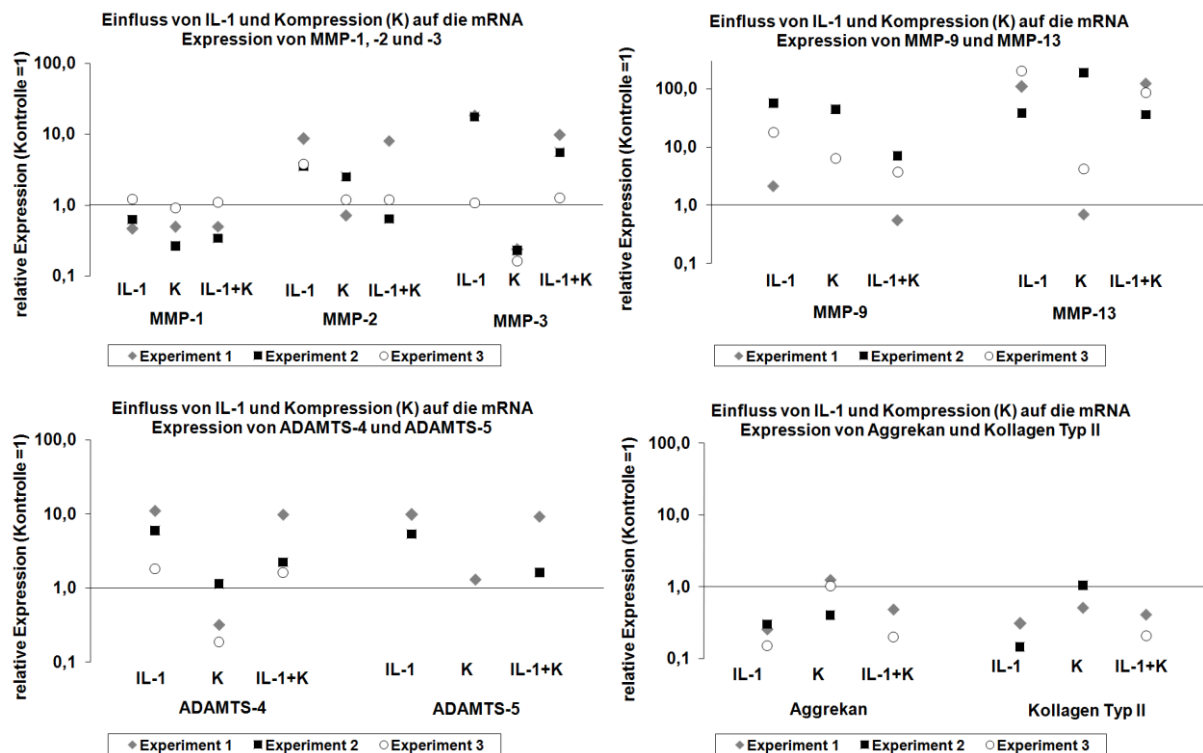 Einfluss von IL-1 und Kompression (K) auf die mRNA
Expression von MMP-1, -2 und -3
relative Expression (Kontrolle =1)
100,0
10,0
1,0
0,1
IL-1 K IL-1+K IL-1 K IL-1+K IL-1 K IL-1+K
MMP-1 MMP-2 MMP-3
Experiment 1 Experiment 2 Experiment 3
Einfluss von IL-1 und Kompression (K) auf die mRNA
Expression von MMP-9 und MMP-13
relative Expression (Kontrolle =1)
100,0
10,0
1,0
0,1
IL-1 K IL-1+K IL-1 K IL-1+K
MMP-9 MMP-13
Experiment 1 Experiment 2 Experiment 3
Einfluss von IL-1 und Kompression (K) auf die mRNA
Expression von ADAMTS-4 und ADAMTS-5
relative Expression (Kontrolle =1)
100,0
10,0
1,0
0,1
IL-1 K IL-1+K IL-1 K IL-1+K
ADAMTS-4 ADAMTS-5
Experiment 1 Experiment 2 Experiment 3
Einfluss von IL-1 und Kompression (K) auf die mRNA
Expression von Aggrekan und Kollagen Typ II
relative Expression (Kontrolle =1)
100,0
10,0
1,0
0,1
IL-1 K IL-1+K IL-1 K IL-1+K
Aggrekan Kollagen Typ II
Experiment 1 Experiment 2 Experiment 3